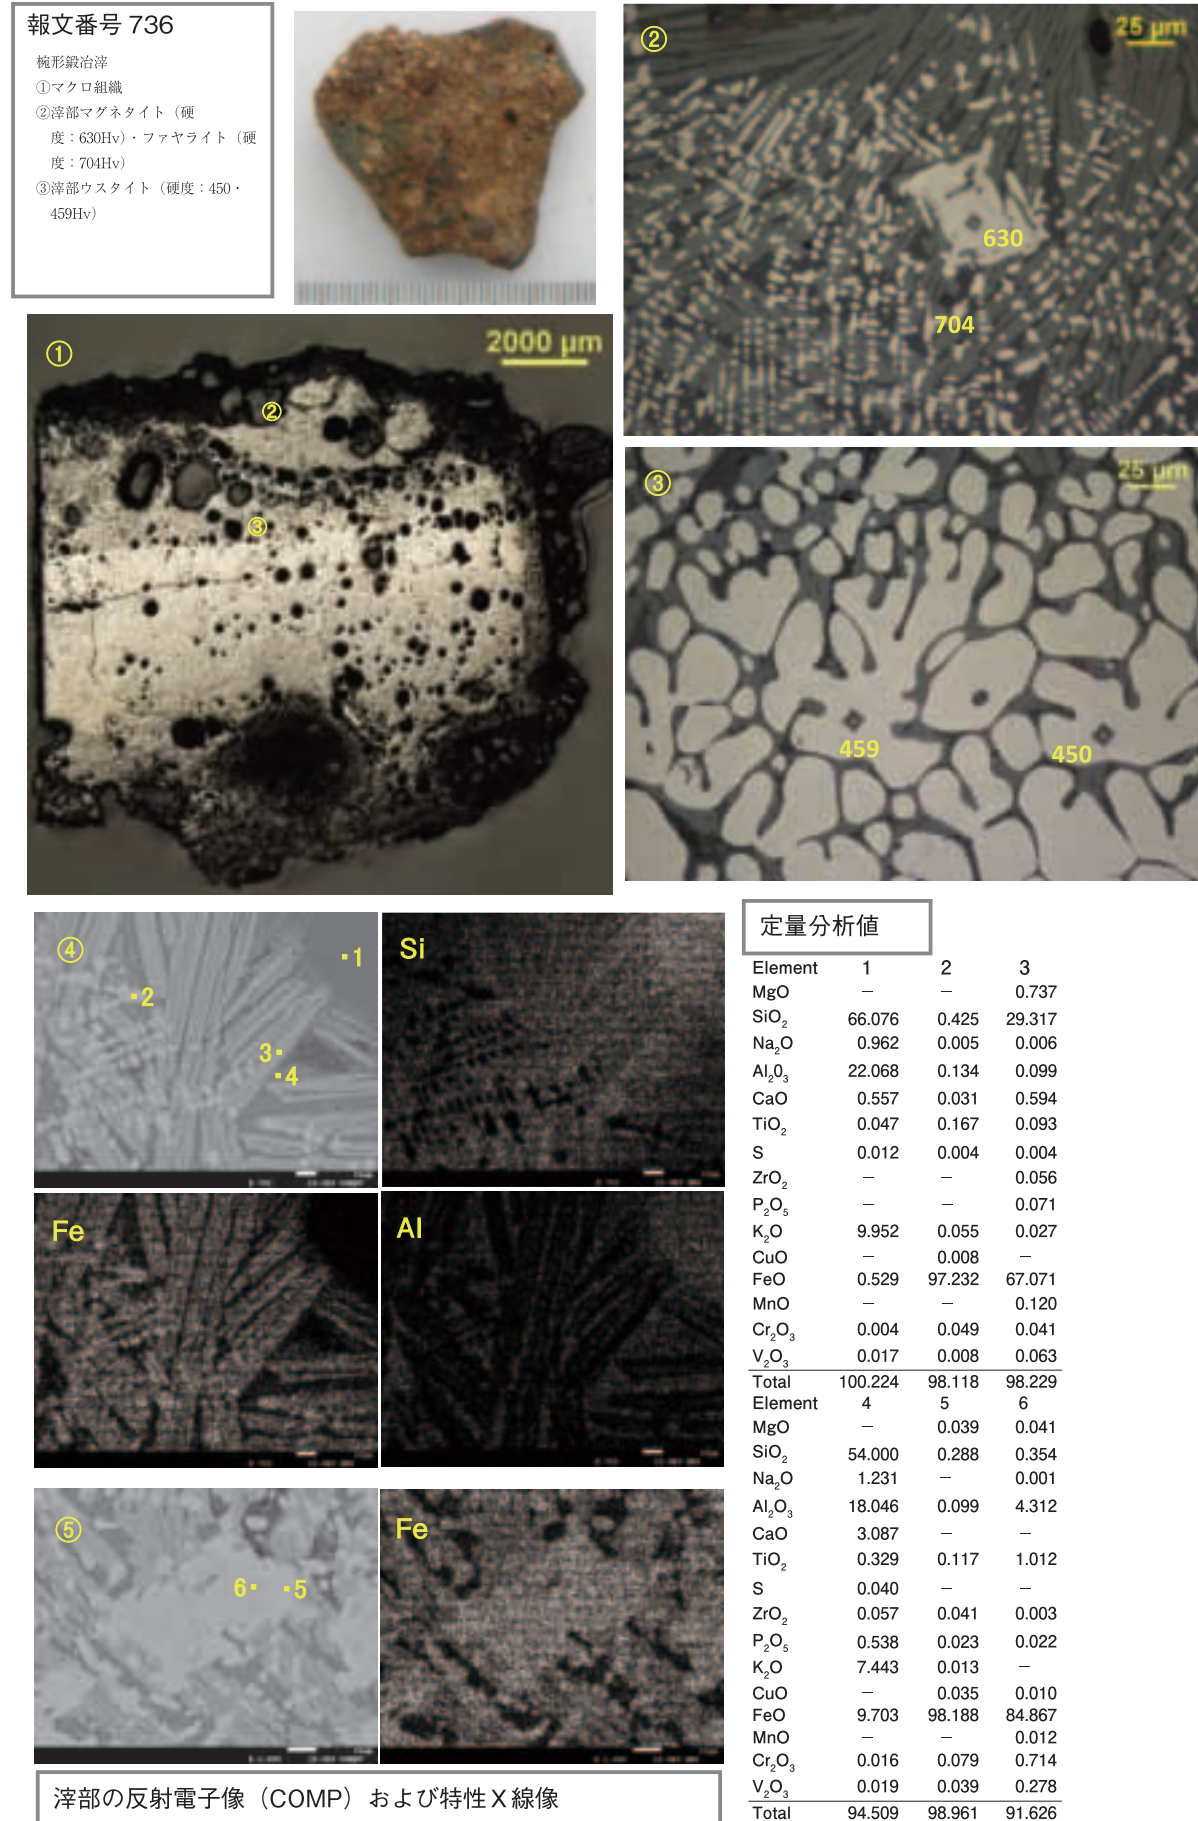 報文番号 736
椀形鍛冶滓
①マクロ組織
②滓部マグネタイト（硬
度：630Hv）・ファヤライト（硬
度：704Hv）
③滓部ウスタイト（硬度：450・
459Hv）
②
25 μm
630
704
①
2000 μm
②
③
③
25 μm
459
450
④
1
2
3
4
Si
Fe
Al
⑤
6 5
Fe
滓部の反射電子像（COMP）および特性X線像
定量分析値
Element 1 2 3
MgO — — 0.737
SiO2 66.076 0.425 29.317
Na2O 0.962 0.005 0.006
Al2O3 22.068 0.134 0.099
CaO 0.557 0.031 0.594
TiO2 0.047 0.167 0.093
S 0.012 0.004 0.004
ZrO2 — — 0.056
P2O5 — — 0.071
K2O 9.952 0.055 0.027
CuO — 0.008 —
FeO 0.529 97.232 67.071
MnO — — 0.120
Cr2O3 0.004 0.049 0.041
V2O3 0.017 0.008 0.063
Total 100.224 98.118 98.229
Element 4 5 6
MgO — 0.039 0.041
SiO2 54.000 0.288 0.354
Na2O 1.231 — 0.001
Al2O3 18.046 0.099 4.312
CaO 3.087 — —
TiO2 0.329 0.117 1.012
S 0.040 — —
ZrO2 0.057 0.041 0.003
P2O5 0.538 0.023 0.022
K2O 7.443 0.013 —
CuO — 0.035 0.010
FeO 9.703 98.188 84.867
MnO — — 0.012
Cr2O3 0.016 0.079 0.714
V2O3 0.019 0.039 0.278
Total 94.509 98.961 91.626